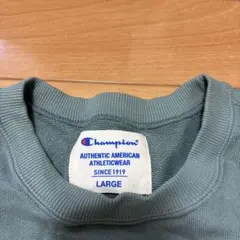 Champion
AUTHENTIC AMERICAN
ATHLETICWEAR
SINCE 1919
LARGE